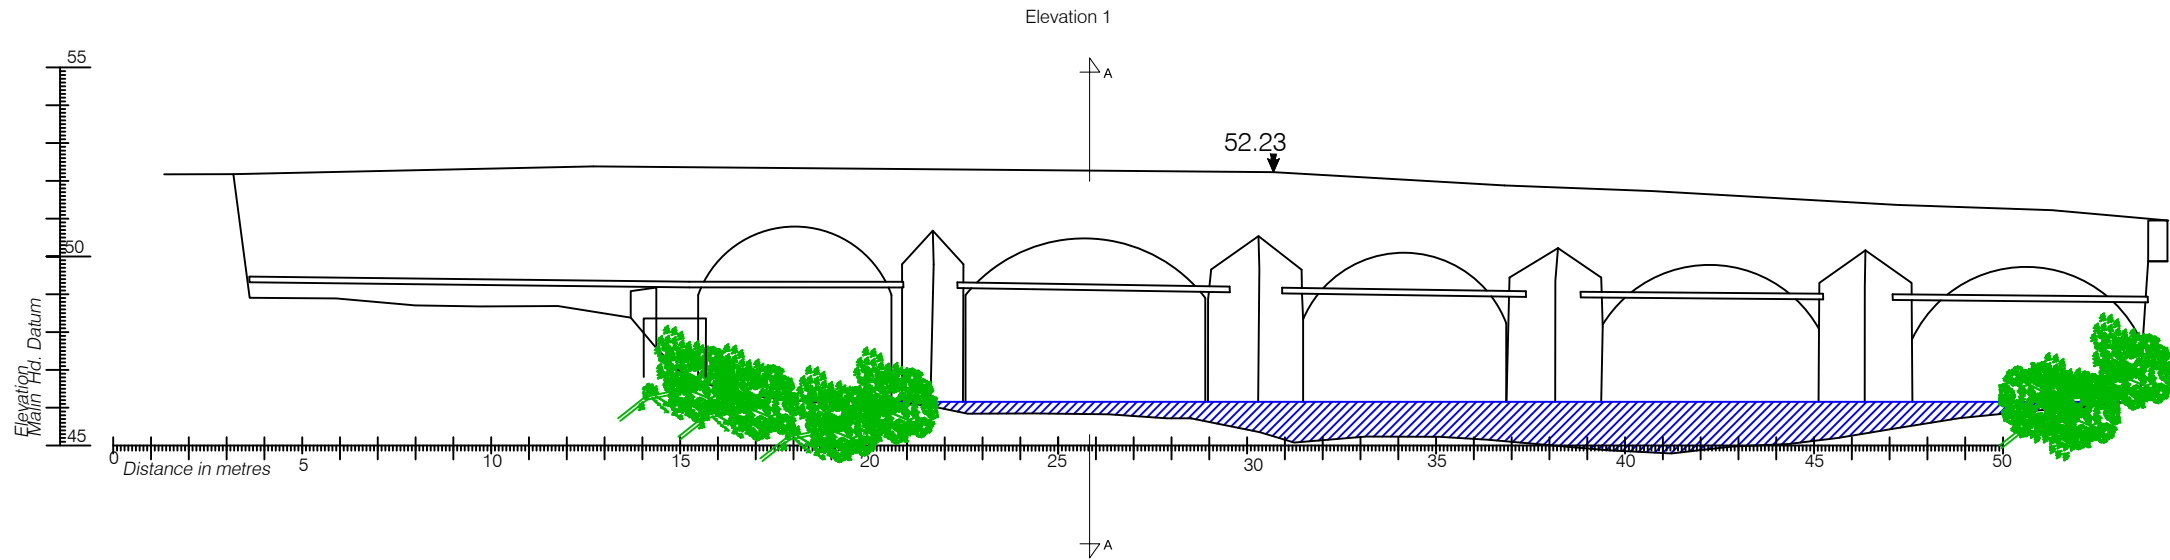 Elevation 1
55
A
52.23
50
Elevation
Malin Hd. Datum
45
0 5 10 15 20 25 30 35 40 45 50
Distance in metres
A